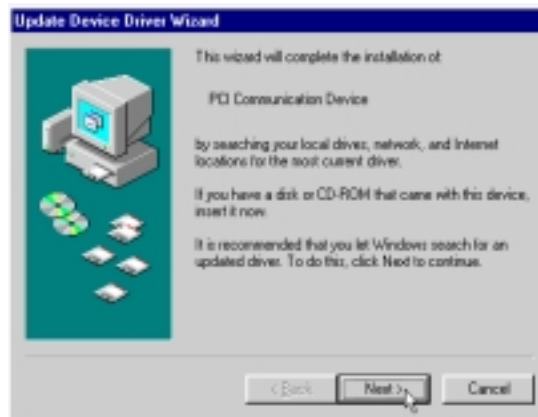 Update Device Driver Wizard
This wizard will complete the installation of:
PCI Communication Device
by searching your local drives, network, and Internet
locations for the most current driver.
If you have a disk or CD-ROM that came with this device,
insert it now.
It is recommended that you let Windows search for an
updated driver. To do this, click Next to continue.
< Back
Next >
Cancel